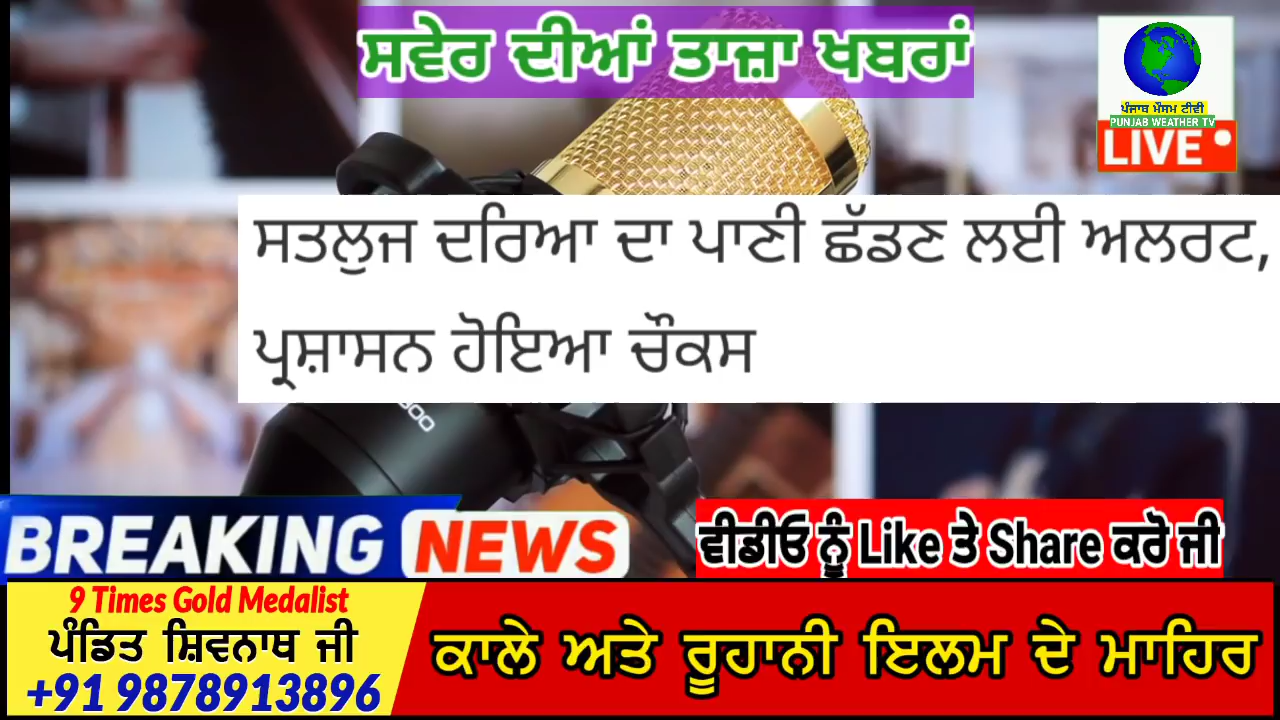 ਸਵੇਰ ਦੀਆਂ ਤਾਜ਼ਾ ਖਬਰਾਂ
ਪੰਜਾਬ ਮੌਸਮ ਟੀਵੀ
PUNJAB WEATHER TV
LIVE
ਸਤਲੁਜ ਦਰਿਆ ਦਾ ਪਾਣੀ ਛੱਡਣ ਲਈ ਅਲਰਟ,
ਪ੍ਰਸ਼ਾਸਨ ਹੋਇਆ ਚੌਕਸ
BREAKING NEWS
ਵੀਡੀਓ ਨੂੰ Like ਤੇ Share ਕਰੋ ਜੀ
9 Times Gold Medalist
ਪੰਡਿਤ ਸ਼ਿਵਨਾਥ ਜੀ
+91 9878913896
ਕਾਲੇ ਅਤੇ ਰੂਹਾਨੀ ਇਲਮ ਦੇ ਮਾਹਿਰ